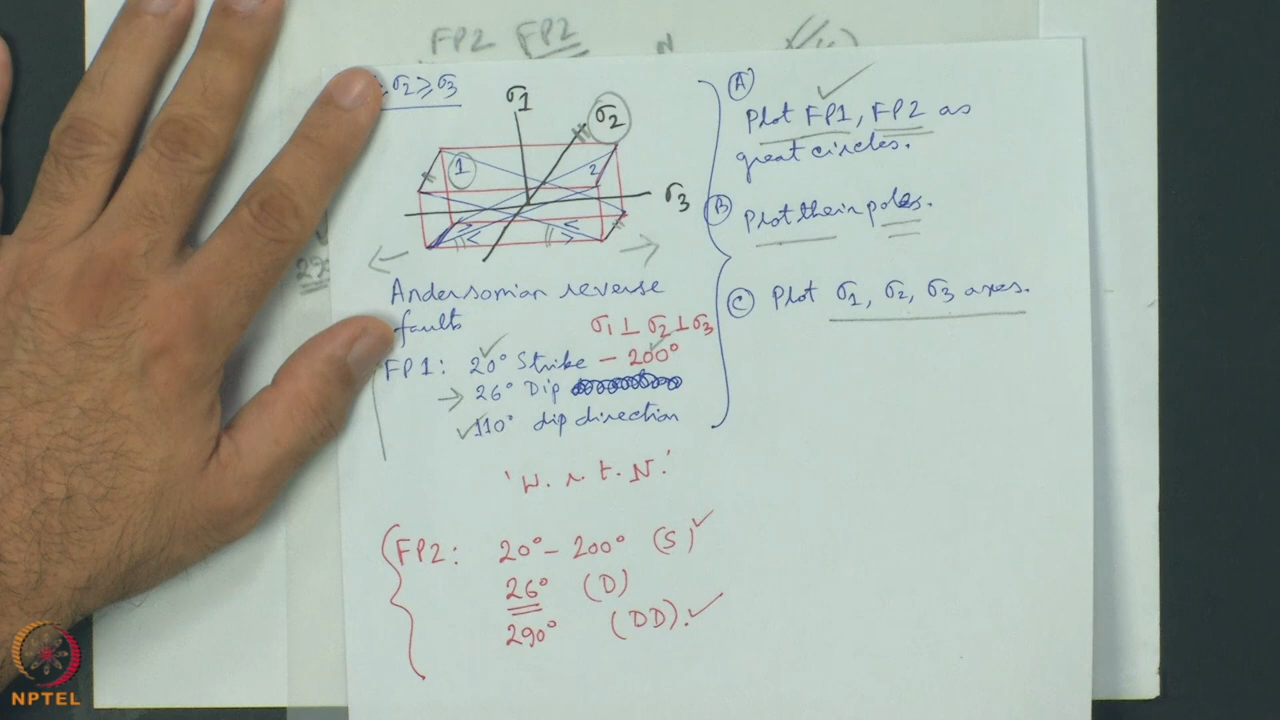 FP2 FP2 N
σ2 ≥ σ3
σ1
σ2
1
2
σ3
Andersonian reverse
faults
σ1 ⊥ σ2 ⊥ σ3
FP1: 20° Strike - 200°
26° Dip
110° dip direction
'W. r. t. N.'
FP2: 20° - 200° (S)
26° (D)
290° (DD).
A
Plot FP1, FP2 as
great circles.
B
Plot their poles.
C Plot σ1, σ2, σ3 axes.
NPTEL